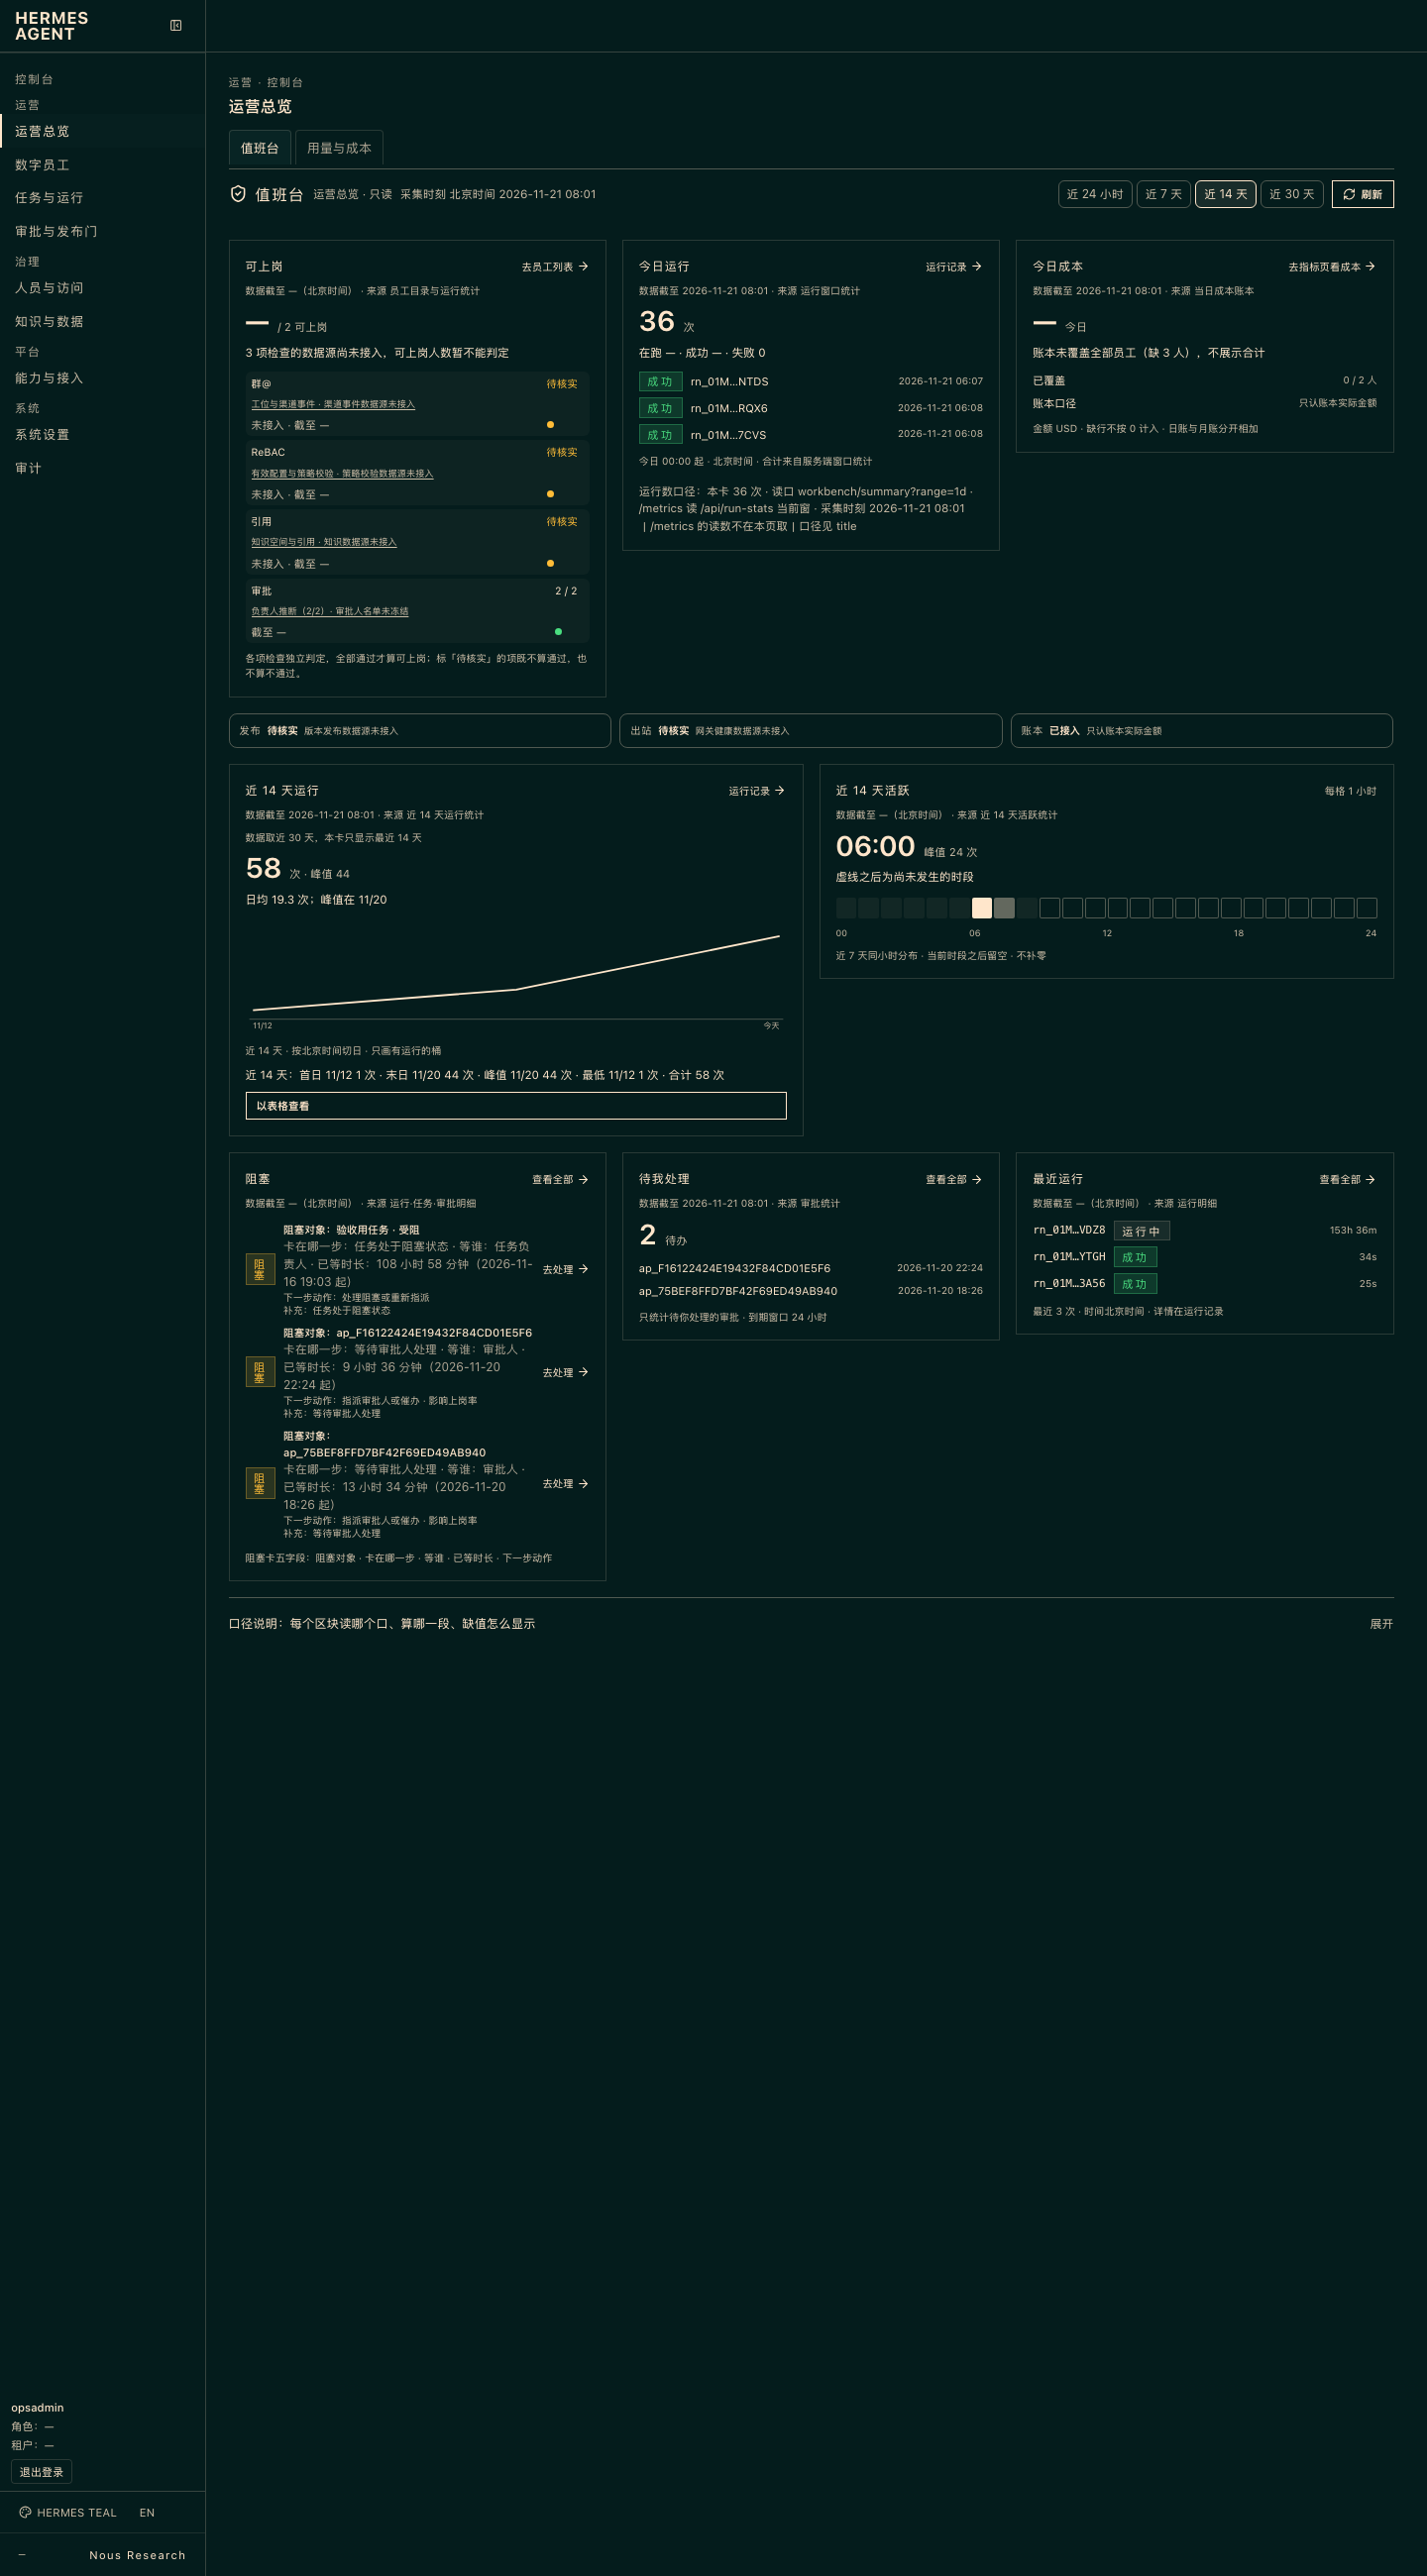 HERMES
AGENT
控制台
运营
运营总览
数字员工
任务与运行
审批与发布门
治理
人员与访问
知识与数据
平台
能力与接入
系统
系统设置
审计
运营 · 控制台
运营总览
值班台 用量与成本
值班台 运营总览 · 只读 采集时刻 北京时间 2026-11-21 08:01
近 24 小时 近 7 天 近 14 天 近 30 天 刷新
可上岗 去员工列表 →
数据截至 —（北京时间） · 来源 员工目录与运行统计
— / 2 可上岗
3 项检查的数据源尚未接入，可上岗人数暂不能判定
群@ 待核实
工位与渠道事件 · 渠道事件数据源未接入
未接入 · 截至 —
ReBAC 待核实
有效配置与策略校验 · 策略校验数据源未接入
未接入 · 截至 —
引用 待核实
知识空间与引用 · 知识数据源未接入
未接入 · 截至 —
审批 2 / 2
负责人推断（2/2）· 审批人名单未冻结
截至 —
各项检查独立判定，全部通过才算可上岗；标「待核实」的项既不算通过，也
不算不通过。
今日运行 运行记录 →
数据截至 2026-11-21 08:01 · 来源 运行窗口统计
36 次
在跑 — · 成功 — · 失败 0
成功 rn_01M…NTDS 2026-11-21 06:07
成功 rn_01M…RQX6 2026-11-21 06:08
成功 rn_01M…7CVS 2026-11-21 06:08
今日 00:00 起 · 北京时间 · 合计来自服务端窗口统计
运行数口径：本卡 36 次 · 读口 workbench/summary?range=1d ·
/metrics 读 /api/run-stats 当前窗 · 采集时刻 2026-11-21 08:01
| /metrics 的读数不在本页取 | 口径见 title
今日成本 去指标页看成本 →
数据截至 2026-11-21 08:01 · 来源 当日成本账本
— 今日
账本未覆盖全部员工（缺 3 人），不展示合计
已覆盖 0 / 2 人
账本口径 只认账本实际金额
金额 USD · 缺行不按 0 计入 · 日账与月账分开相加
发布 待核实 版本发布数据源未接入
出站 待核实 网关健康数据源未接入
账本 已接入 只认账本实际金额
近 14 天运行 运行记录 →
数据截至 2026-11-21 08:01 · 来源 近 14 天运行统计
数据取近 30 天，本卡只显示最近 14 天
58 次 · 峰值 44
日均 19.3 次；峰值在 11/20
11/12 今天
近 14 天 · 按北京时间切日 · 只画有运行的桶
近 14 天：首日 11/12 1 次 · 末日 11/20 44 次 · 峰值 11/20 44 次 · 最低 11/12 1 次 · 合计 58 次
以表格查看
近 14 天活跃 每格 1 小时
数据截至 —（北京时间） · 来源 近 14 天活跃统计
06:00 峰值 24 次
虚线之后为尚未发生的时段
00 06 12 18 24
近 7 天同小时分布 · 当前时段之后留空 · 不补零
阻塞 查看全部 →
数据截至 —（北京时间） · 来源 运行·任务·审批明细
阻塞
阻塞对象：验收用任务 · 受阻
卡在哪一步：任务处于阻塞状态 · 等谁：任务负
责人 · 已等时长：108 小时 58 分钟（2026-11-
16 19:03 起）
下一步动作：处理阻塞或重新指派
补充：任务处于阻塞状态
去处理 →
阻塞
阻塞对象：ap_F16122424E19432F84CD01E5F6
卡在哪一步：等待审批人处理 · 等谁：审批人 ·
已等时长：9 小时 36 分钟（2026-11-20
22:24 起）
下一步动作：指派审批人或催办 · 影响上岗率
补充：等待审批人处理
去处理 →
阻塞
阻塞对象：
ap_75BEF8FFD7BF42F69ED49AB940
卡在哪一步：等待审批人处理 · 等谁：审批人 ·
已等时长：13 小时 34 分钟（2026-11-20
18:26 起）
下一步动作：指派审批人或催办 · 影响上岗率
补充：等待审批人处理
去处理 →
阻塞卡五字段：阻塞对象 · 卡在哪一步 · 等谁 · 已等时长 · 下一步动作
待我处理 查看全部 →
数据截至 2026-11-21 08:01 · 来源 审批统计
2 待办
ap_F16122424E19432F84CD01E5F6 2026-11-20 22:24
ap_75BEF8FFD7BF42F69ED49AB940 2026-11-20 18:26
只统计待你处理的审批 · 到期窗口 24 小时
最近运行 查看全部 →
数据截至 —（北京时间） · 来源 运行明细
rn_01M…VDZ8 运行中 153h 36m
rn_01M…YTGH 成功 34s
rn_01M…3A56 成功 25s
最近 3 次 · 时间北京时间 · 详情在运行记录
口径说明：每个区块读哪个口、算哪一段、缺值怎么显示 展开
opsadmin
角色：—
租户：—
退出登录
HERMES TEAL EN
— Nous Research